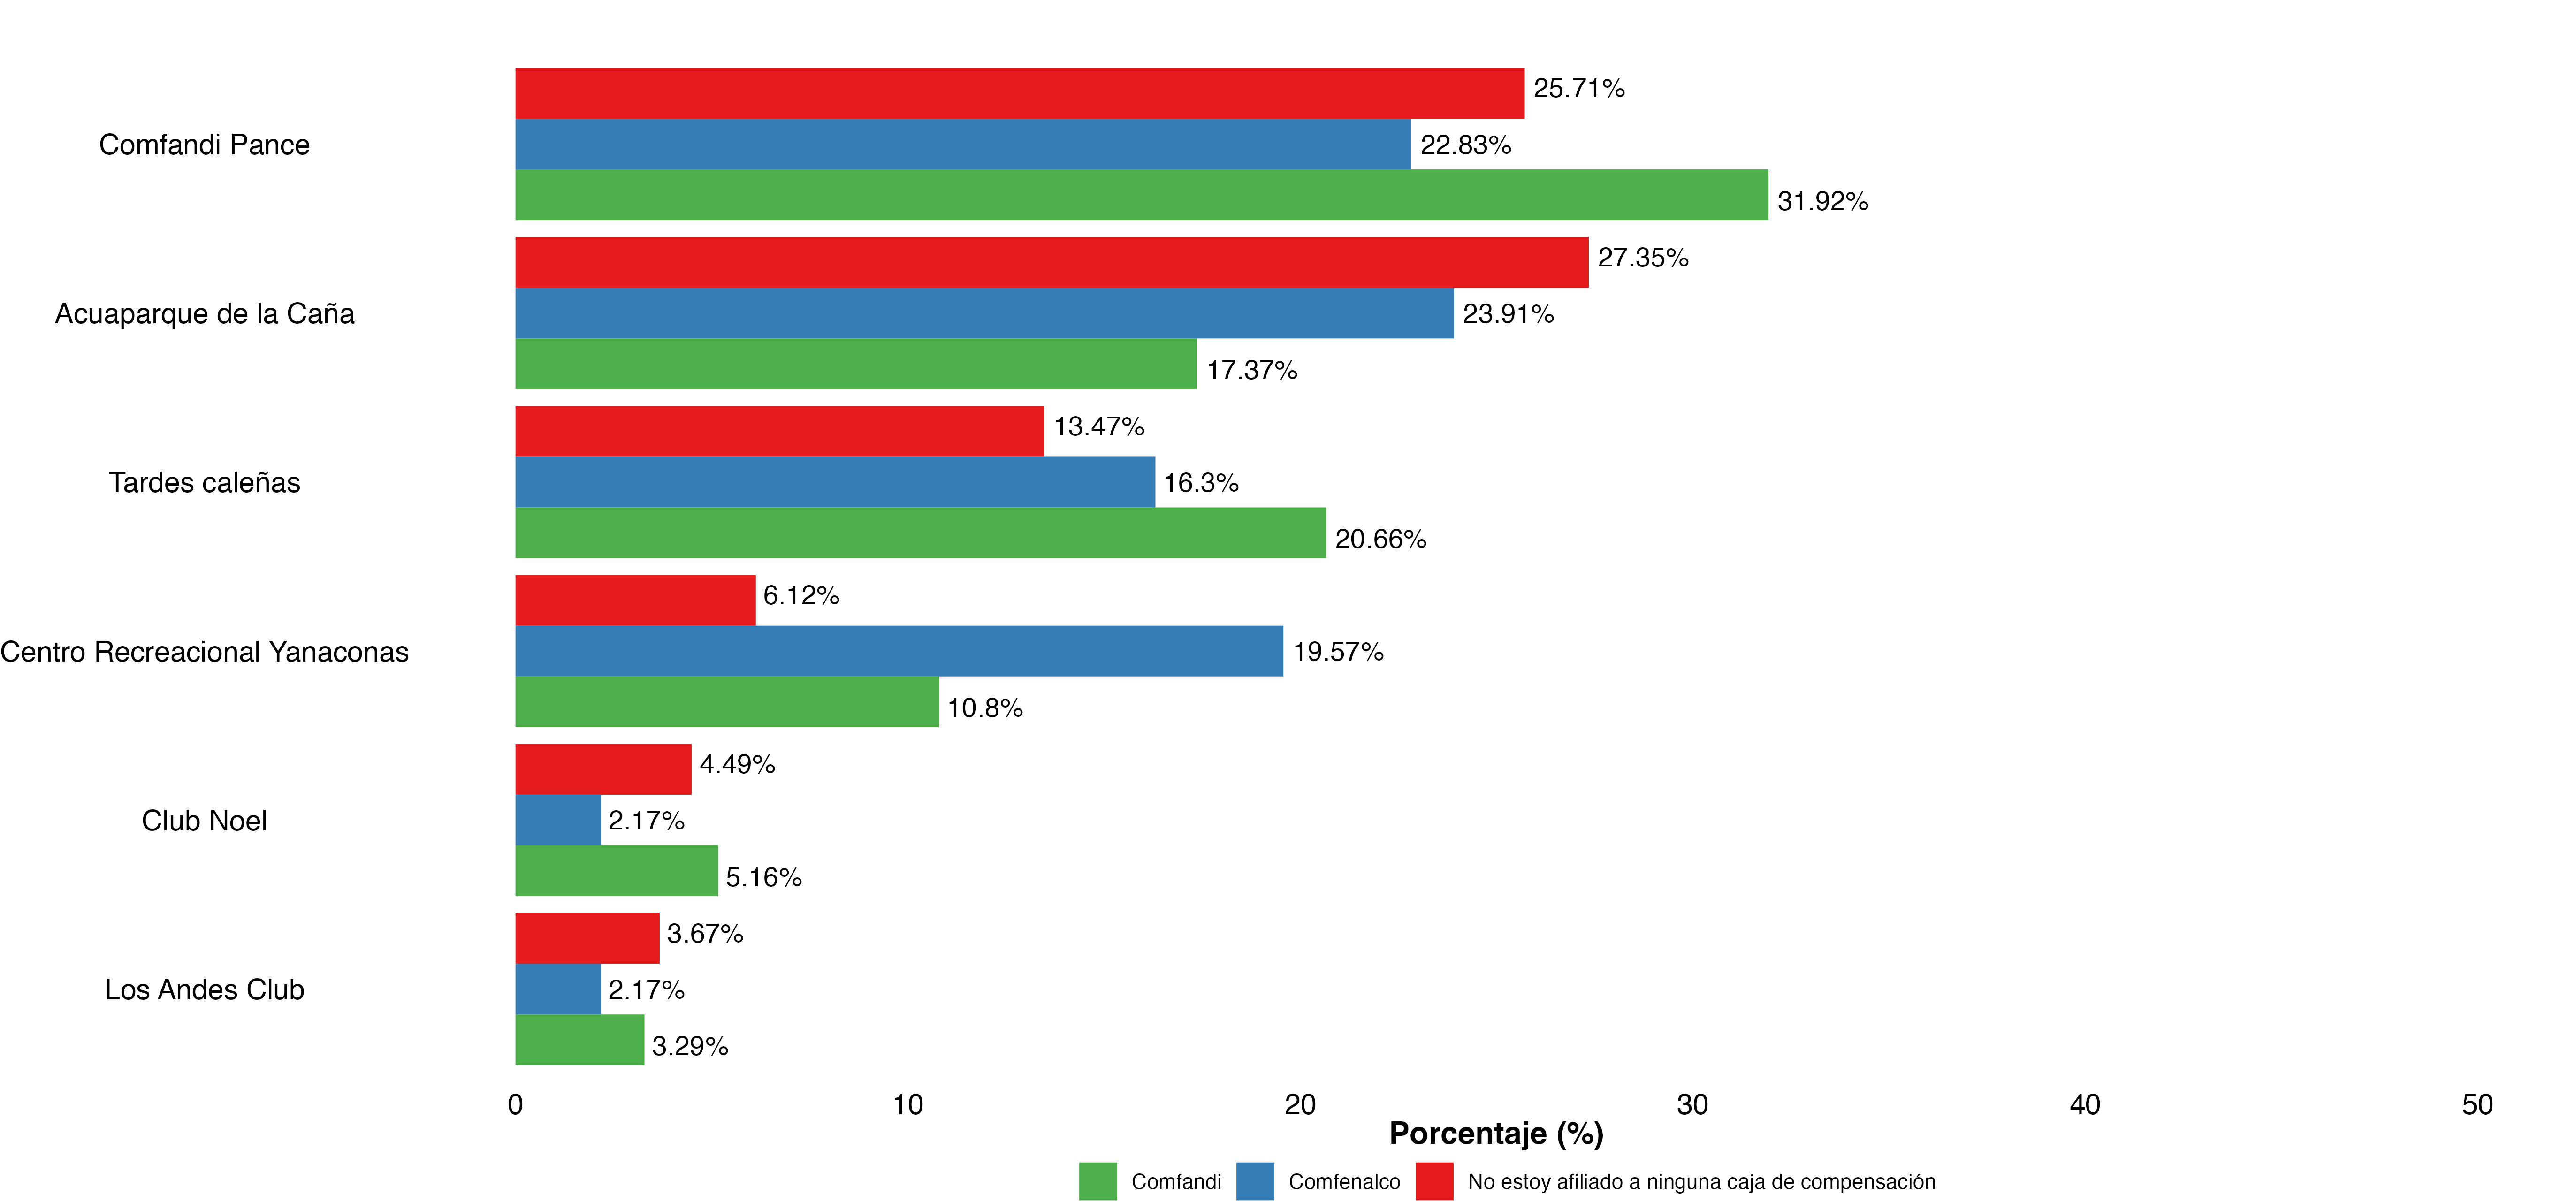 25.71%
Comfandi Pance
22.83%
31.92%
27.35%
Acuaparque de la Caña
23.91%
17.37%
13.47%
Tardes caleñas
16.3%
20.66%
6.12%
Centro Recreacional Yanaconas
19.57%
10.8%
4.49%
Club Noel
2.17%
5.16%
3.67%
Los Andes Club
2.17%
3.29%
0 10 20 30 40 50
Porcentaje (%)
Comfandi Comfenalco No estoy afiliado a ninguna caja de compensación